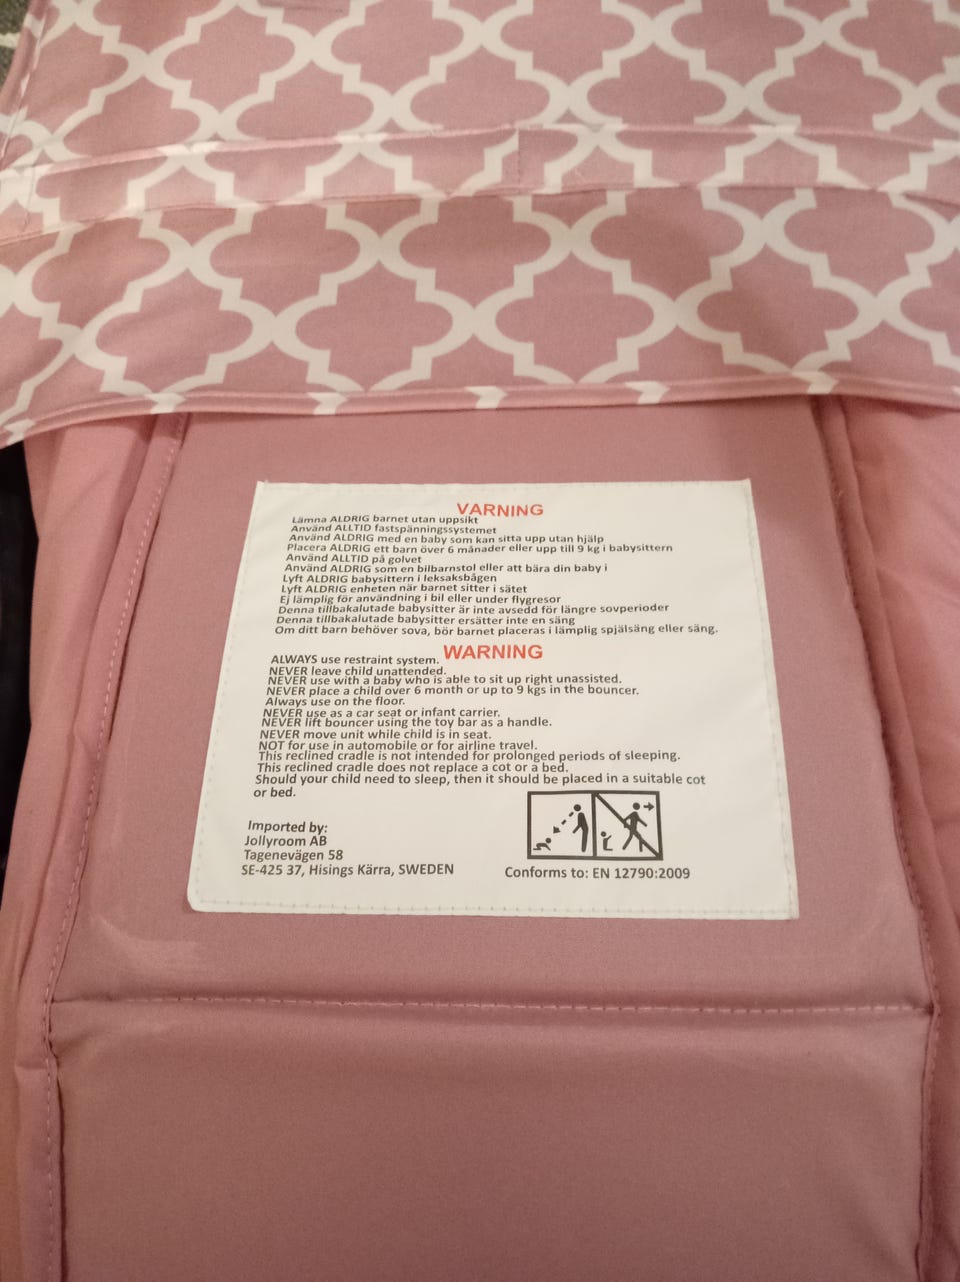 VARNING
Lämna ALDRIG barnet utan uppsikt
Använd ALLTID fastspänningssystemet
Använd ALDRIG med en baby som kan sitta upp utan hjälp
Placera ALDRIG ett barn över 6 månader eller upp till 9 kg i babysittern
Använd ALLTID på golvet
Använd ALDRIG som en bilbarnstol eller att bära din baby i
Lyft ALDRIG babysittern i leksaksbågen
Lyft ALDRIG enheten när barnet sitter i sätet
Ej lämplig för användning i bil eller under flygresor
Denna tillbakalutade babysitter är inte avsedd för längre sovperioder
Denna tillbakalutade babysitter ersätter inte en säng
Om ditt barn behöver sova, bör barnet placeras i lämplig spjälsäng eller säng.
WARNING
ALWAYS use restraint system.
NEVER leave child unattended.
NEVER use with a baby who is able to sit up right unassisted.
NEVER place a child over 6 month or up to 9 kgs in the bouncer.
Always use on the floor.
NEVER use as a car seat or infant carrier.
NEVER lift bouncer using the toy bar as a handle.
NEVER move unit while child is in seat.
NOT for use in automobile or for airline travel.
This reclined cradle is not intended for prolonged periods of sleeping.
This reclined cradle does not replace a cot or a bed.
Should your child need to sleep, then it should be placed in a suitable cot
or bed.
Imported by:
Jollyroom AB
Tagenevägen 58
SE-425 37, Hisings Kärra, SWEDEN
Conforms to: EN 12790:2009